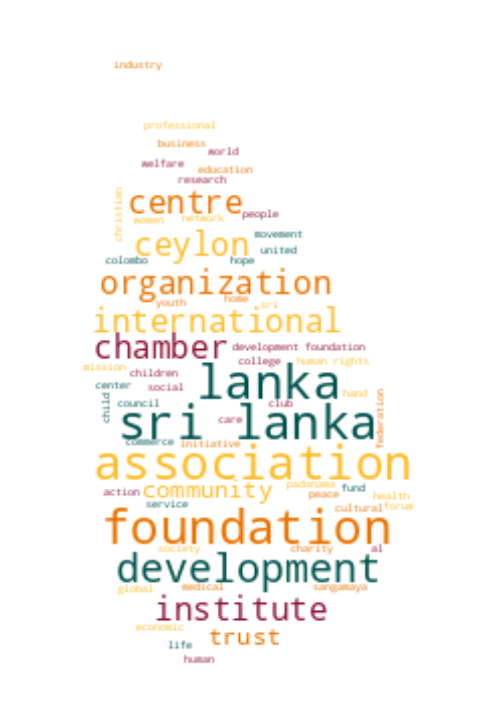 industry
professional
business
world
welfare
education
research
christian
centre
people
women
network
movement
ceylon
united
colombo
hope
organization
youth
home
sri
international
chamber
development foundation
college
human rights
mission
children
lanka
center
social
hand
child
council
club
federation
sri lanka
care
commerce
initiative
association
action
community
padanama
fund
peace
health
service
cultural
forum
foundation
society
charity
al
development
global
medical
sangamaya
institute
economic
trust
life
human